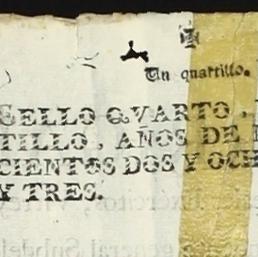 Un quartillo.
SELLO QVARTO,
TILLO, AÑOS DE
CIENTOS DOS Y OCH
Y TRES.